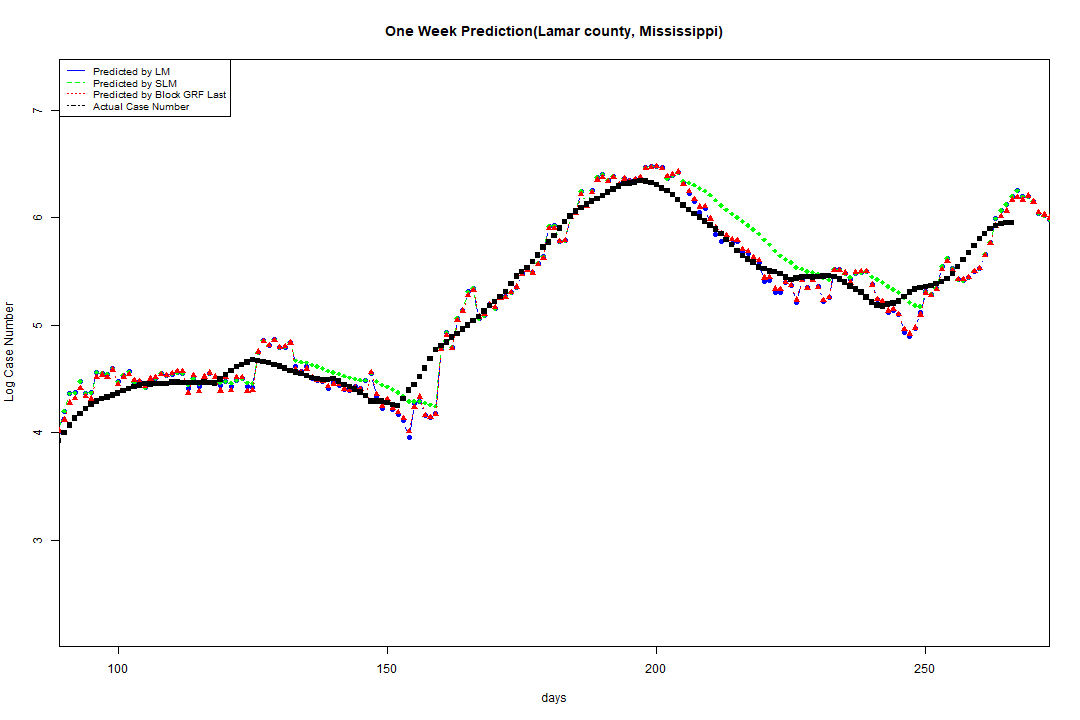 One Week Prediction(Lamar county, Mississippi)
Predicted by LM
Predicted by SLM
Predicted by Block GRF Last
Actual Case Number
7
6
5
4
3
Log Case Number
100 150 200 250
days